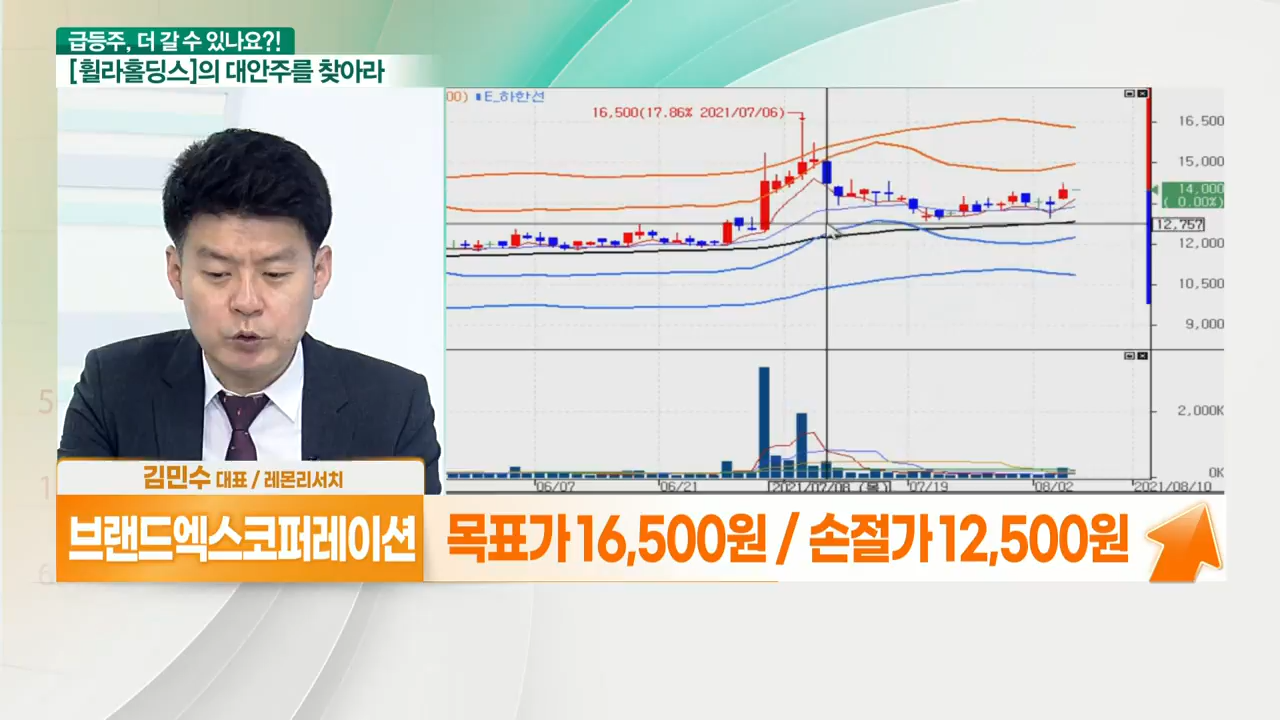 급등주, 더 갈 수 있나요?!
[휠라홀딩스]의 대안주를 찾아라
00) E_하한선
16,500(17.86% 2021/07/06)
16,500
15,000
14,000
( 0.00%)
12,757
12,000
10,500
9,000
2,000K
0K
06/07
06/21
2021/07/08 (목)
07/19
08/02
2021/08/10
김민수 대표 / 레몬리서치
브랜드엑스코퍼레이션
목표가 16,500원 / 손절가 12,500원